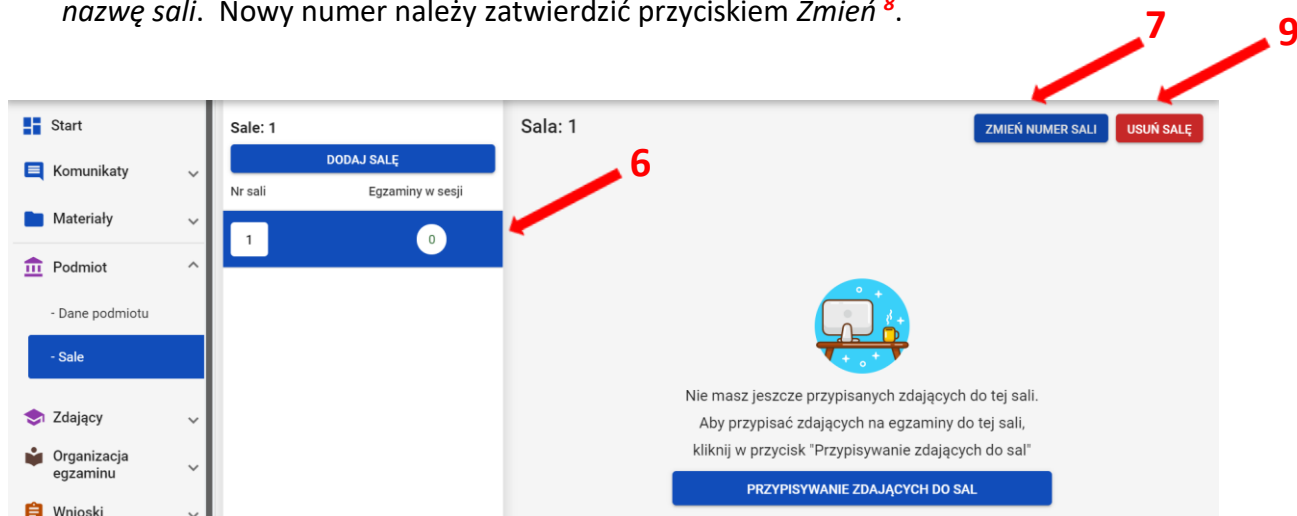 nazwę sali. Nowy numer należy zatwierdzić przyciskiem Zmień 8.
7
9
Start
Komunikaty
Materiały
Podmiot
- Dane podmiotu
- Sale
Zdający
Organizacja
egzaminu
Wnioski
Sale: 1
DODAJ SALĘ
Nr sali Egzaminy w sesji
1 0
6
Sala: 1
ZMIEŃ NUMER SALI USUŃ SALĘ
Nie masz jeszcze przypisanych zdających do tej sali.
Aby przypisać zdających na egzaminy do tej sali,
kliknij w przycisk "Przypisywanie zdających do sal"
PRZYPISYWANIE ZDAJĄCYCH DO SAL